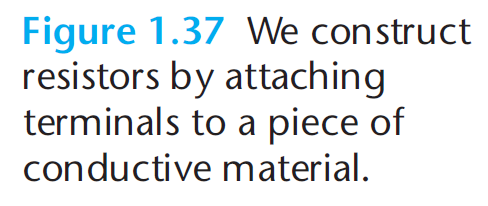 Figure 1.37 We construct
resistors by attaching
terminals to a piece of
conductive material.